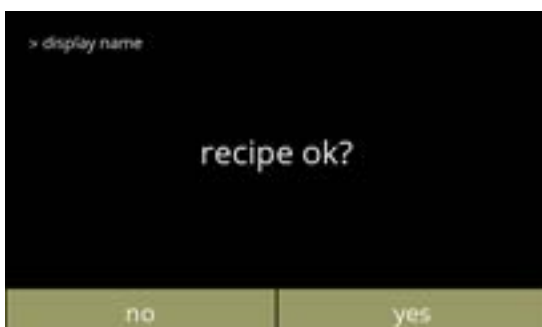 > display name
recipe ok?
no
yes